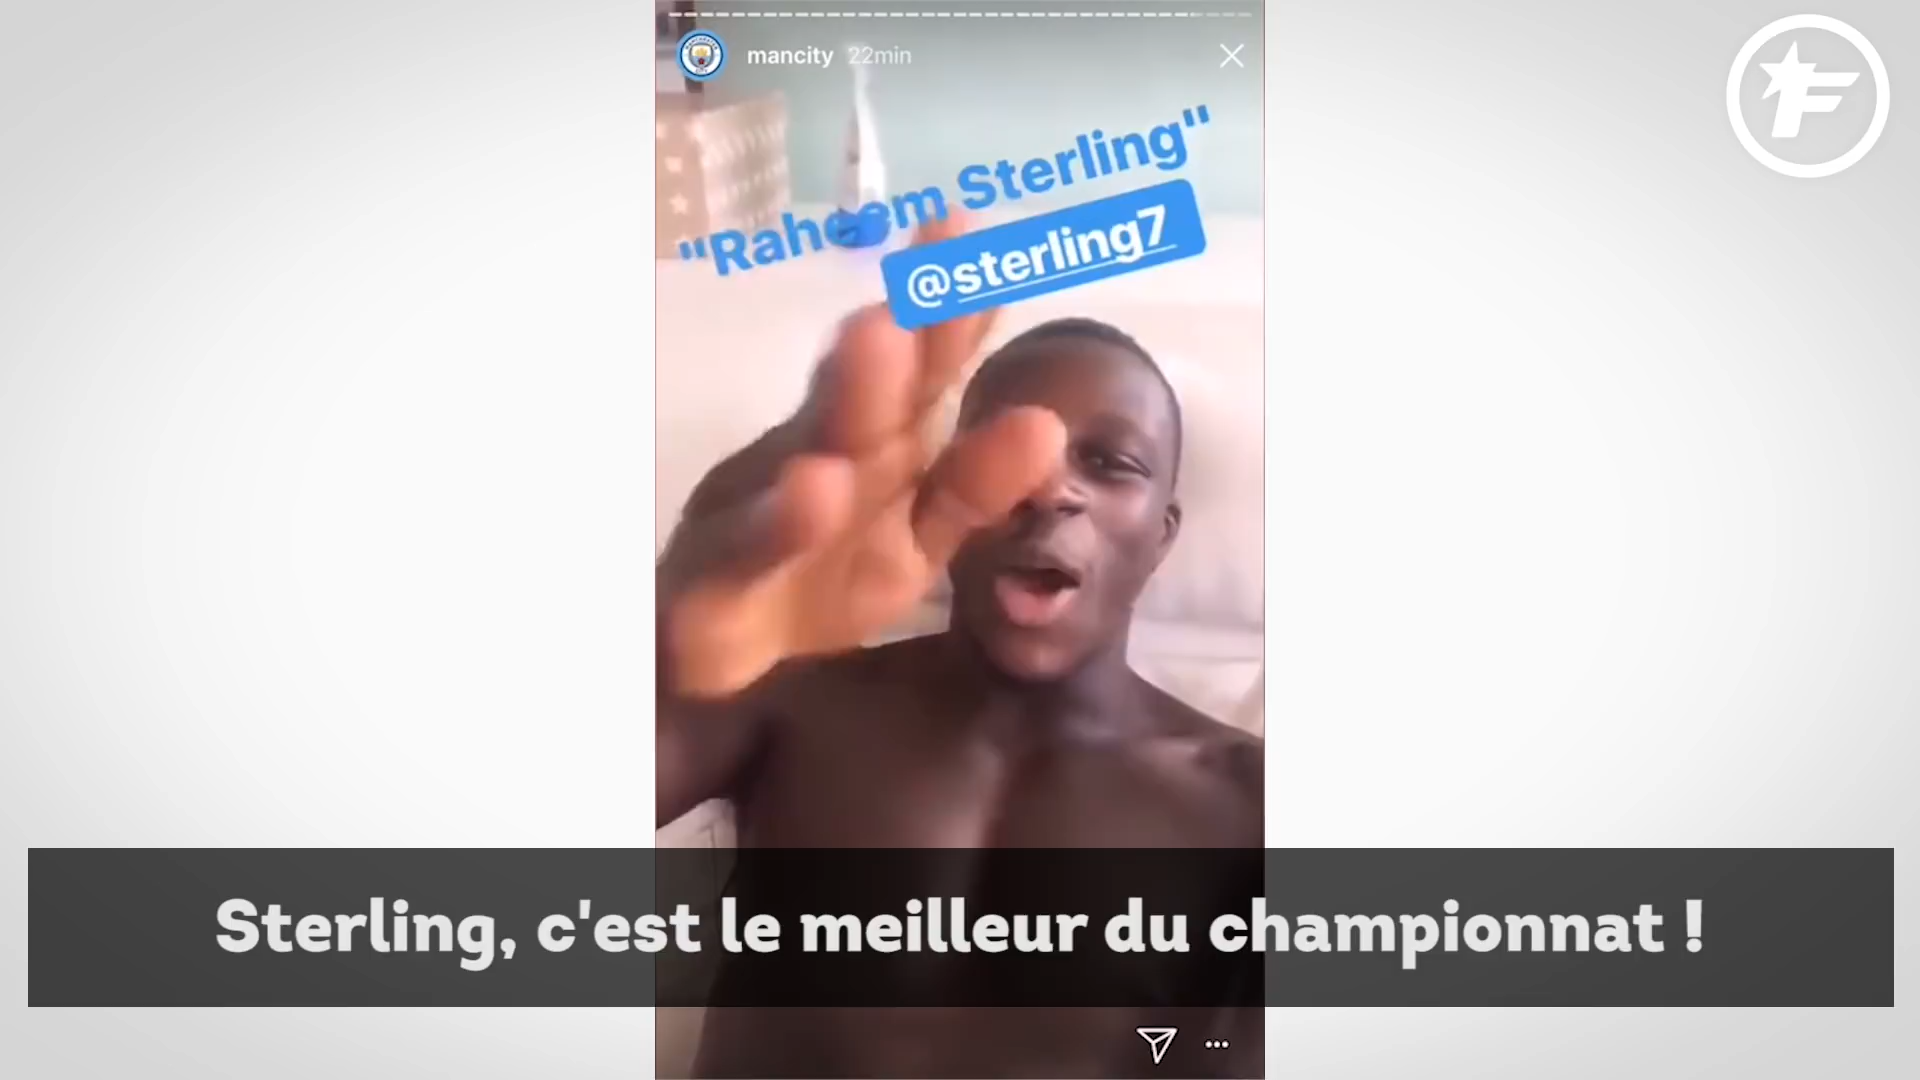 mancity 22min
"Raheem Sterling"
@sterling7
Sterling, c'est le meilleur du championnat !